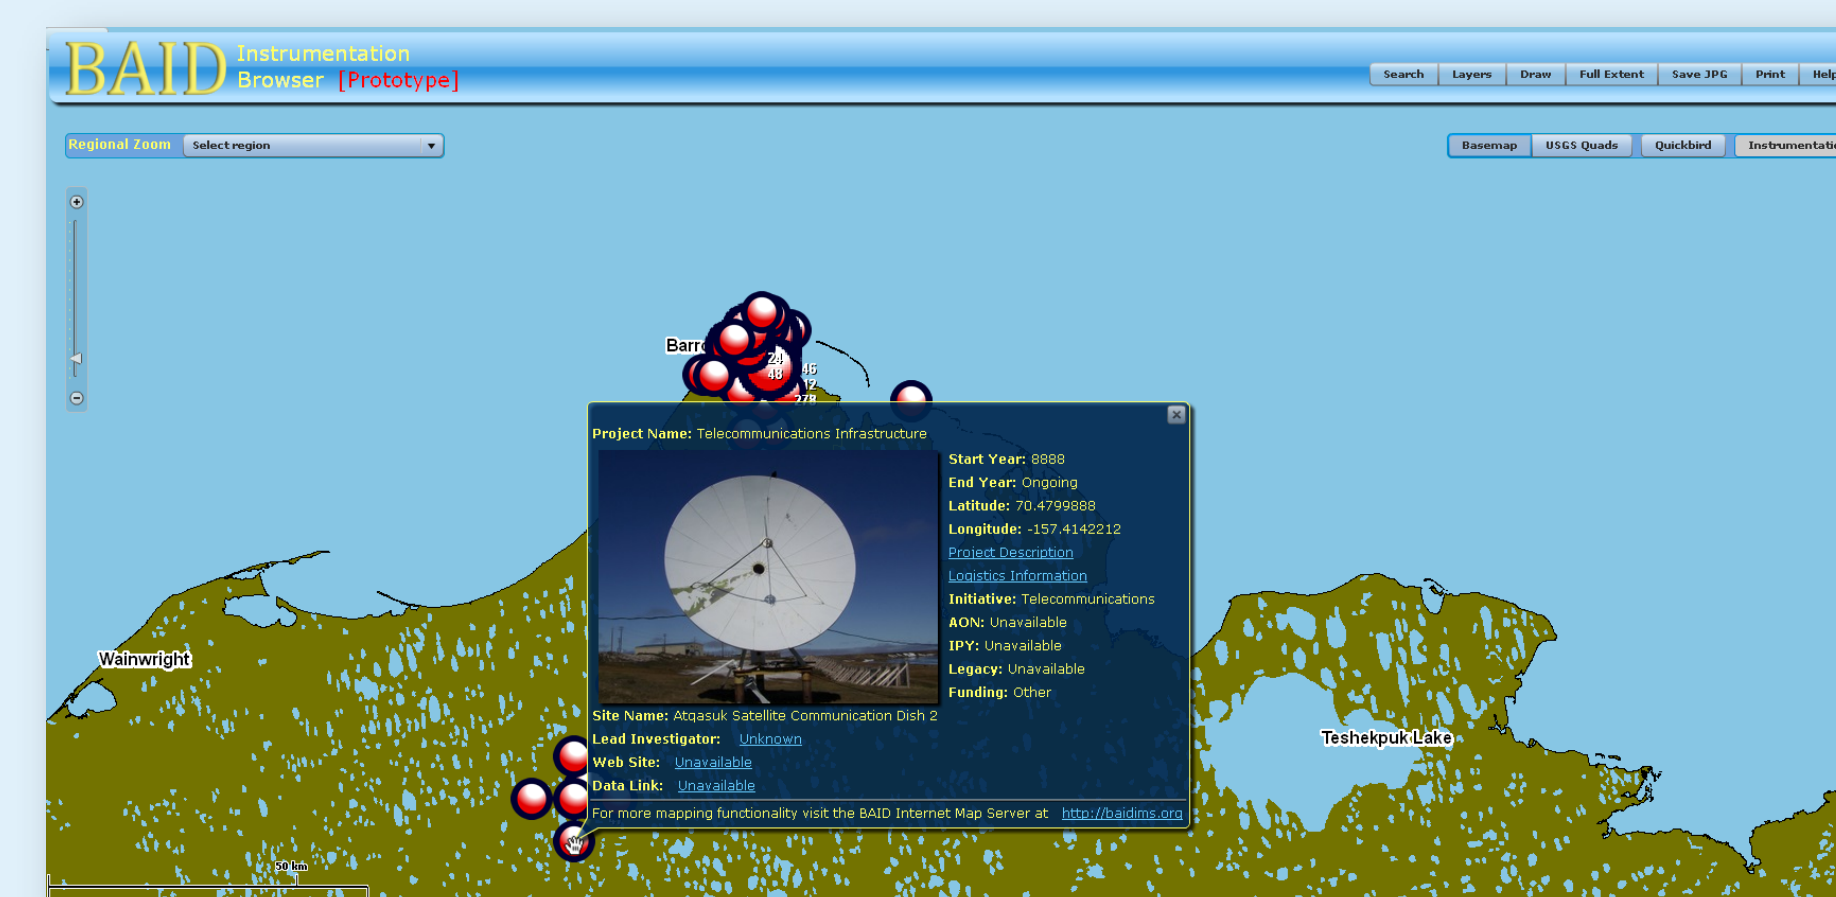 BAID Instrumentation
Browser [Prototype]
Search Layers Draw Full Extent Save JPG Print Help
Regional Zoom Select region
Basemap USGS Quads Quickbird
24
48
46
Project Name: Telecommunications Infrastructure
Start Year: 8888
End Year: Ongoing
Latitude: 70.4799888
Longitude: -157.4142212
Project Description
Logistics Information
Initiative: Telecommunications
AON: Unavailable
IPY: Unavailable
Legacy: Unavailable
Funding: Other
Site Name: Atqasuk Satellite Communication Dish 2
Lead Investigator: Unknown
Web Site: Unavailable
Data Link: Unavailable
For more mapping functionality visit the BAID Internet Map Server at http://baidims.org
Wainwright
Teshekpuk Lake
50 km